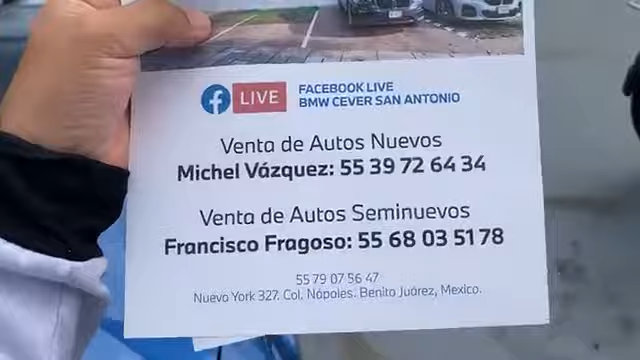 f LIVE FACEBOOK LIVE
BMW CEVER SAN ANTONIO
Venta de Autos Nuevos
Michel Vázquez: 55 39 72 64 34
Venta de Autos Seminuevos
Francisco Fragoso: 55 68 03 51 78
55 79 07 56 47
Nueva York 327. Col. Nápoles. Benito Juárez, Mexico.